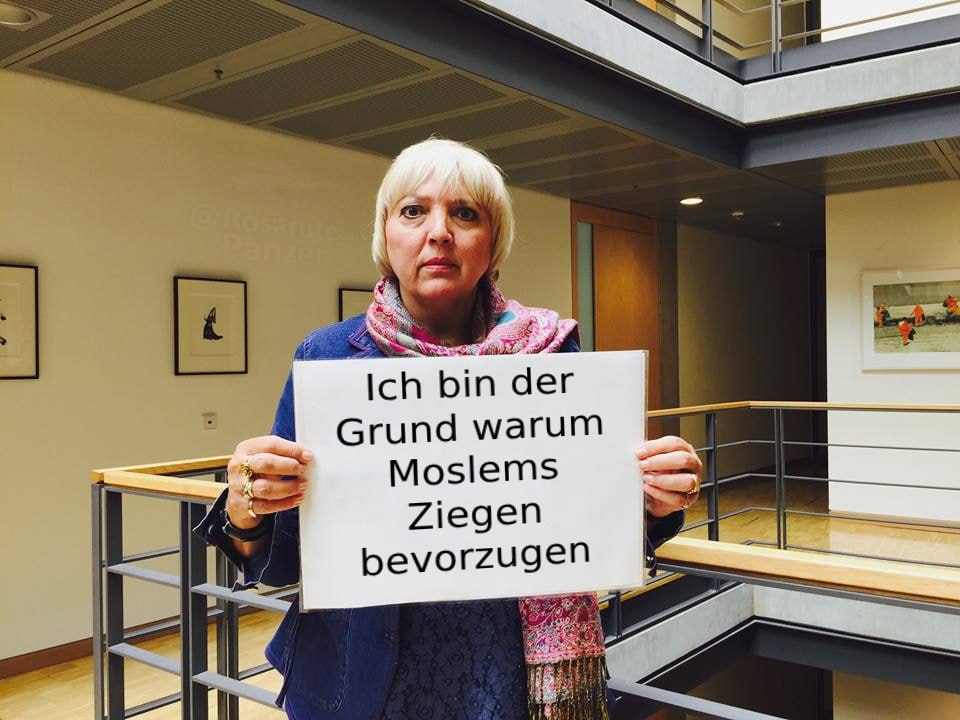 @Rosarote
Panzer
Ich bin der
Grund warum
Moslems
Ziegen
bevorzugen